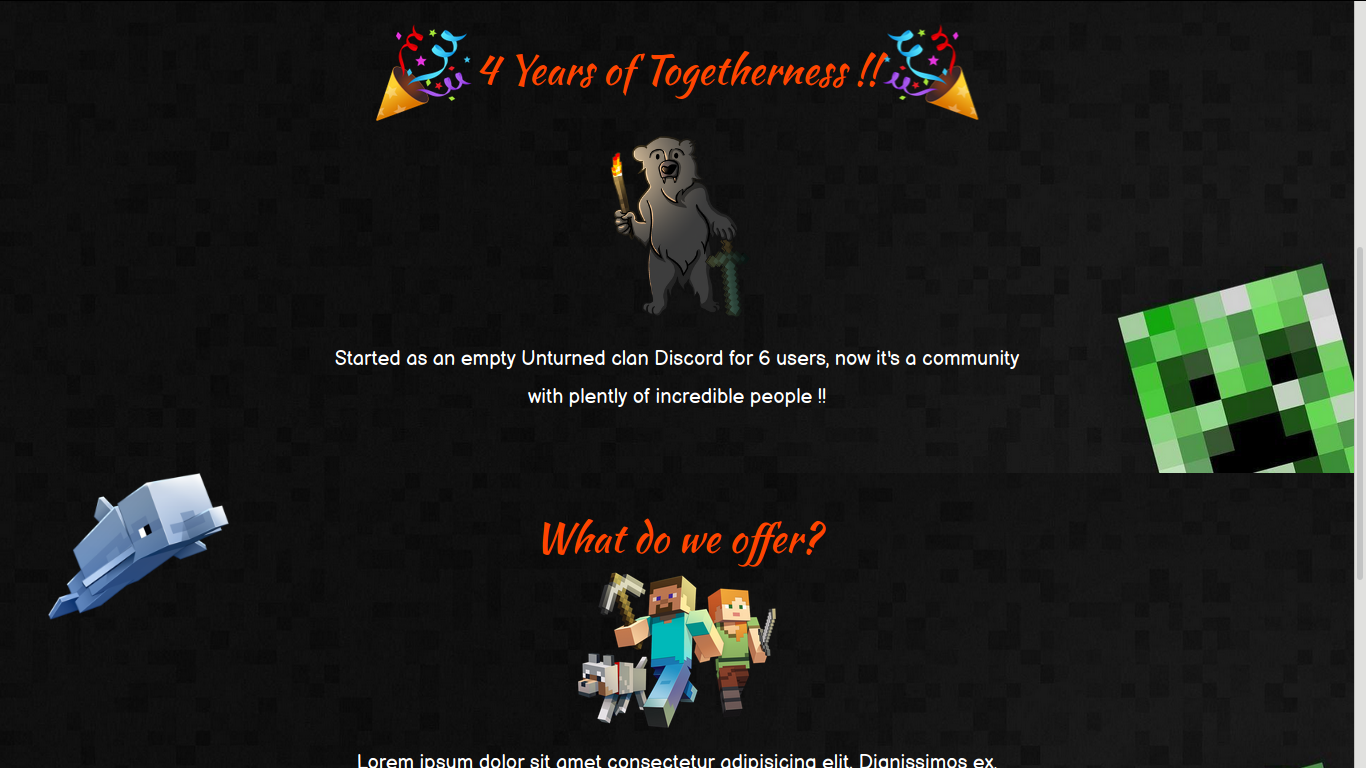 4 Years of Togetherness !!
Started as an empty Unturned clan Discord for 6 users, now it's a community
with plently of incredible people !!
What do we offer?
Lorem ipsum dolor sit amet consectetur adipisicing elit. Dignissimos ex,